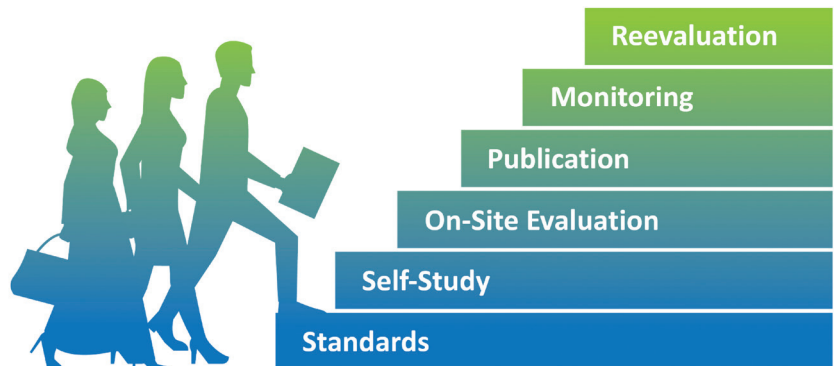 Reevaluation
Monitoring
Publication
On-Site Evaluation
Self-Study
Standards